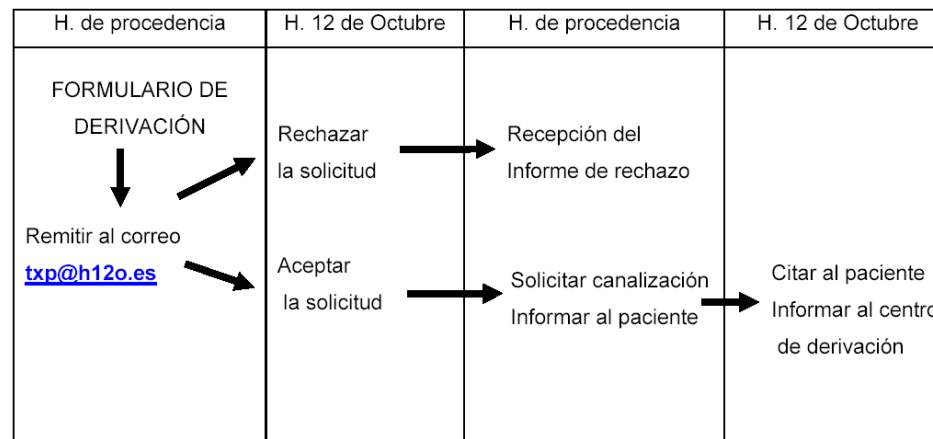 H. de procedencia
H. 12 de Octubre
H. de procedencia
H. 12 de Octubre
FORMULARIO DE
DERIVACIÓN
Remitir al correo
txp@h12o.es
Rechazar
la solicitud
Aceptar
la solicitud
Recepción del
Informe de rechazo
Solicitar canalización
Informar al paciente
Citar al paciente
Informar al centro
de derivación